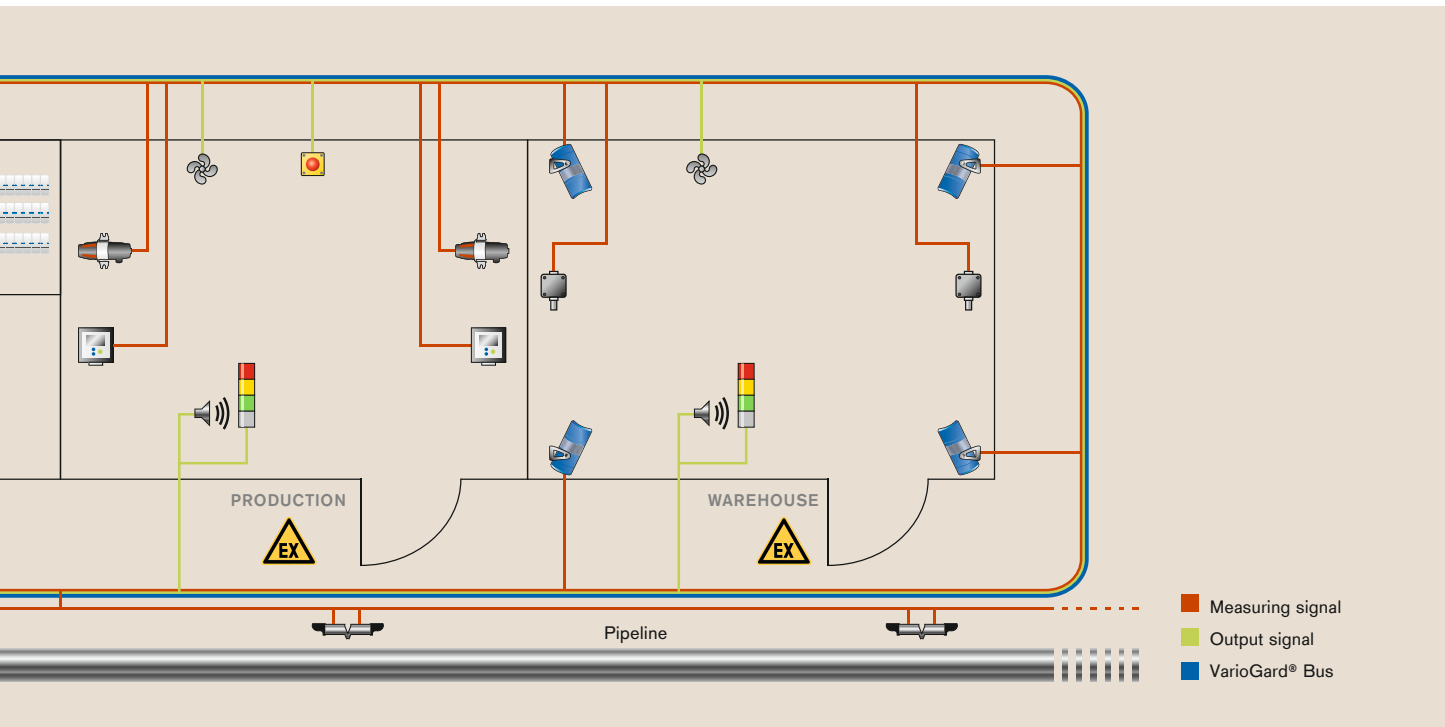 PRODUCTION
EX
WAREHOUSE
EX
Pipeline
Measuring signal
Output signal
VarioGard® Bus